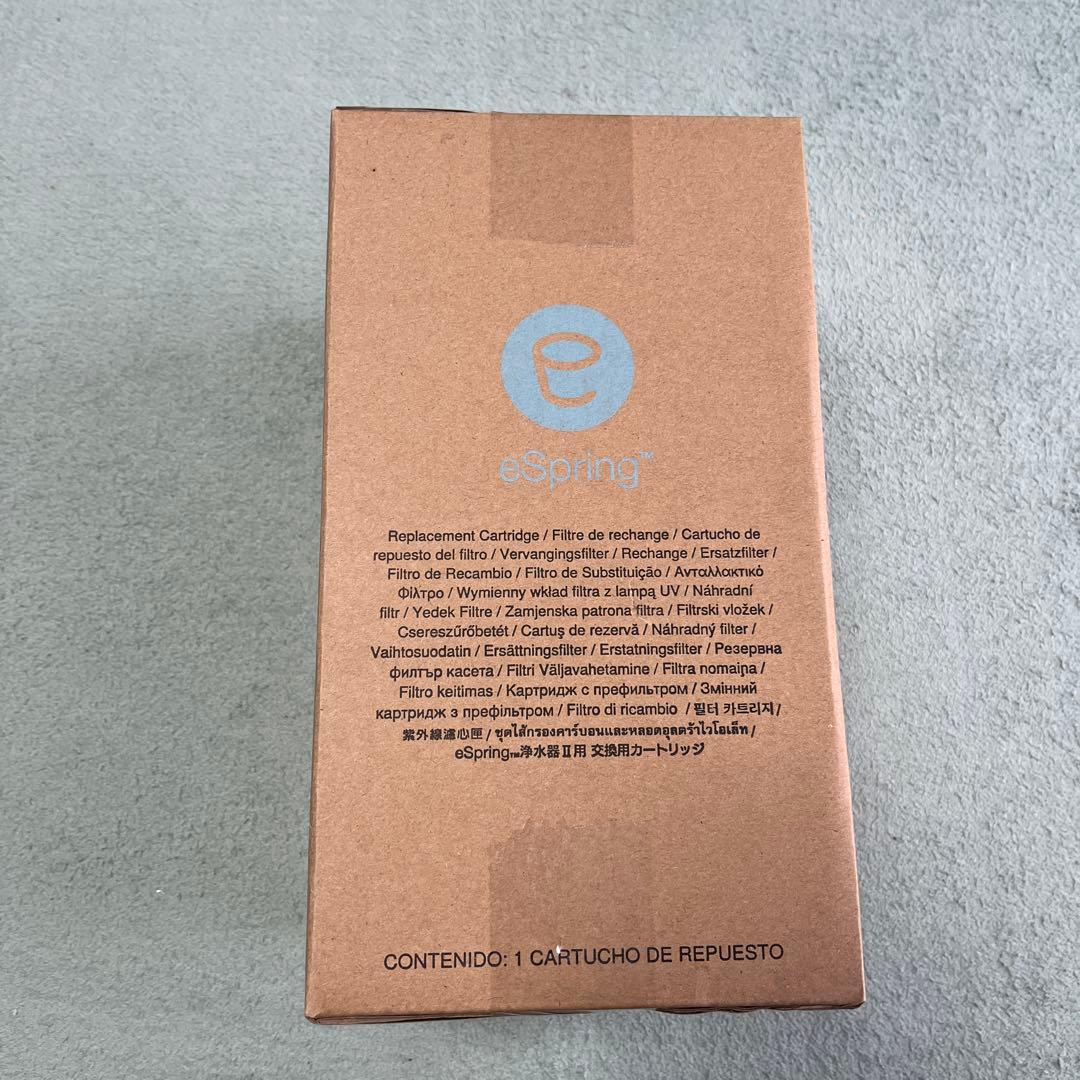 eSpring™
Replacement Cartridge / Filtre de rechange / Cartucho de
repuesto del filtro / Vervangingsfilter / Rechange / Ersatzfilter /
Filtro de Recambio / Filtro de Substituição / Ανταλλακτικό
Φίλτρο / Wymienny wkład filtra z lampą UV / Náhradní
filtr / Yedek Filtre / Zamjenska patrona filtra / Filtrski vložek /
Csereszűrőbetét / Cartuş de rezervă / Náhradný filter /
Vaihtosuodatin / Ersättningsfilter / Erstatningsfilter / Резервна
филтър касета / Filtri Väljavahetamine / Filtra nomaiņa /
Filtro keitimas / Картридж с префильтром / Змінний
картридж з префільтром / Filtro di ricambio / 필터 카트리지 /
紫外線濾心匣 / ชุดไส้กรองคาร์บอนและหลอดอุลตร้าไวโอเล็ท /
eSpring™浄水器Ⅱ用 交換用カートリッジ
CONTENIDO: 1 CARTUCHO DE REPUESTO